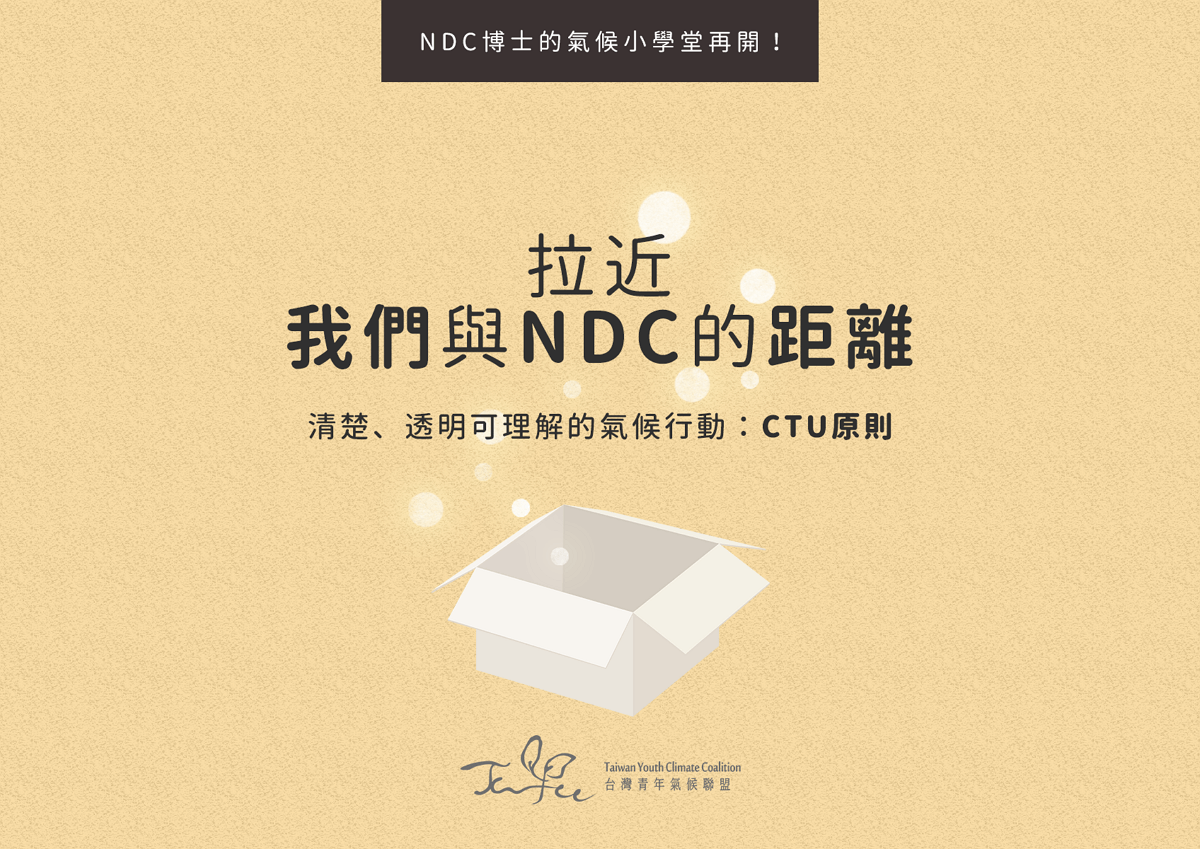 NDC博士的氣候小學堂再開！
拉近
我們與NDC的距離
清楚、透明可理解的氣候行動：CTU原則
Taiwan Youth Climate Coalition
台灣青年氣候聯盟